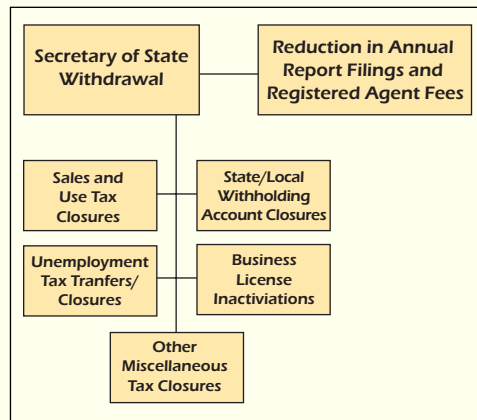 Secretary of State
Withdrawal
Reduction in Annual
Report Filings and
Registered Agent Fees
Sales and
Use Tax
Closures
State/Local
Withholding
Account Closures
Unemployment
Tax Tranfers/
Closures
Business
License
Inactiviations
Other
Miscellaneous
Tax Closures